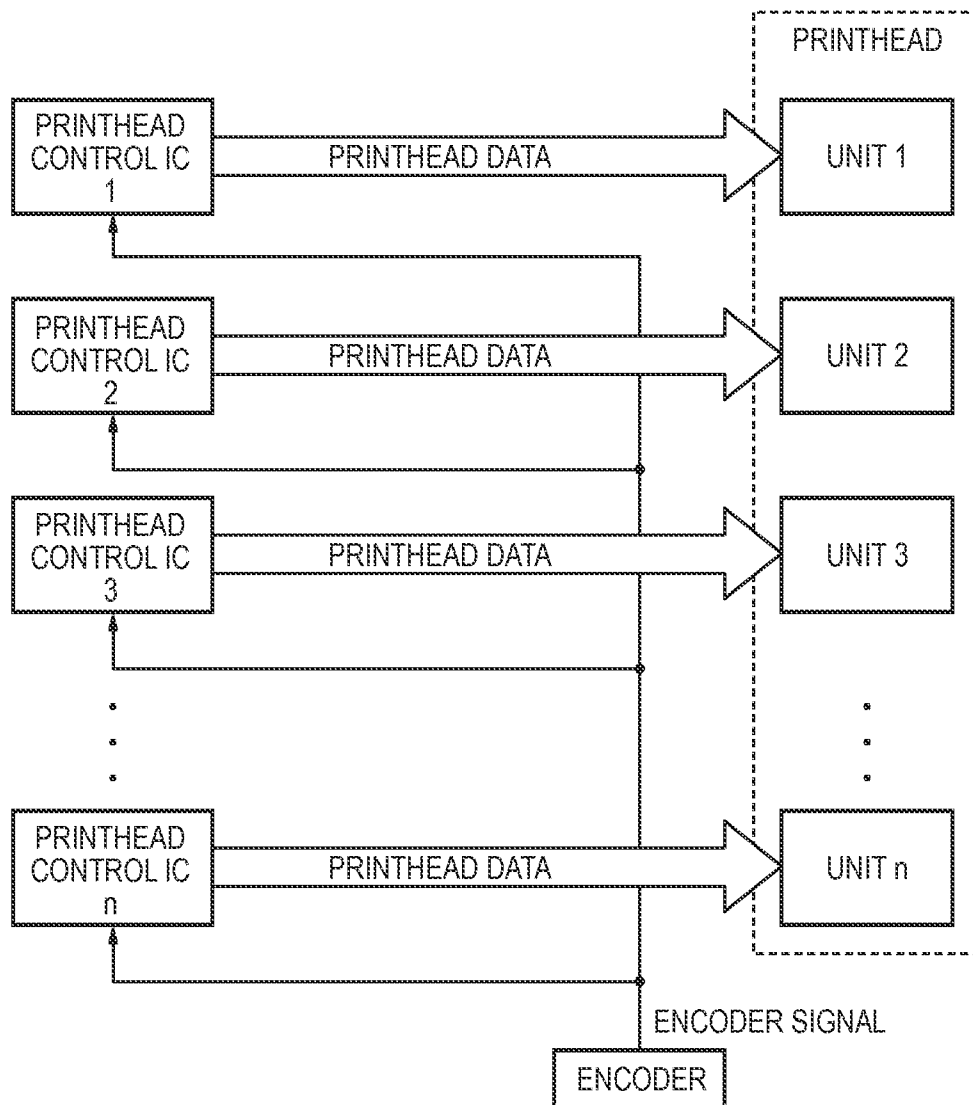 PRINTHEAD
PRINTHEAD
CONTROL IC
1
PRINTHEAD DATA
UNIT 1
PRINTHEAD
CONTROL IC
2
PRINTHEAD DATA
UNIT 2
PRINTHEAD
CONTROL IC
3
PRINTHEAD DATA
UNIT 3
PRINTHEAD
CONTROL IC
n
PRINTHEAD DATA
UNIT n
ENCODER SIGNAL
ENCODER